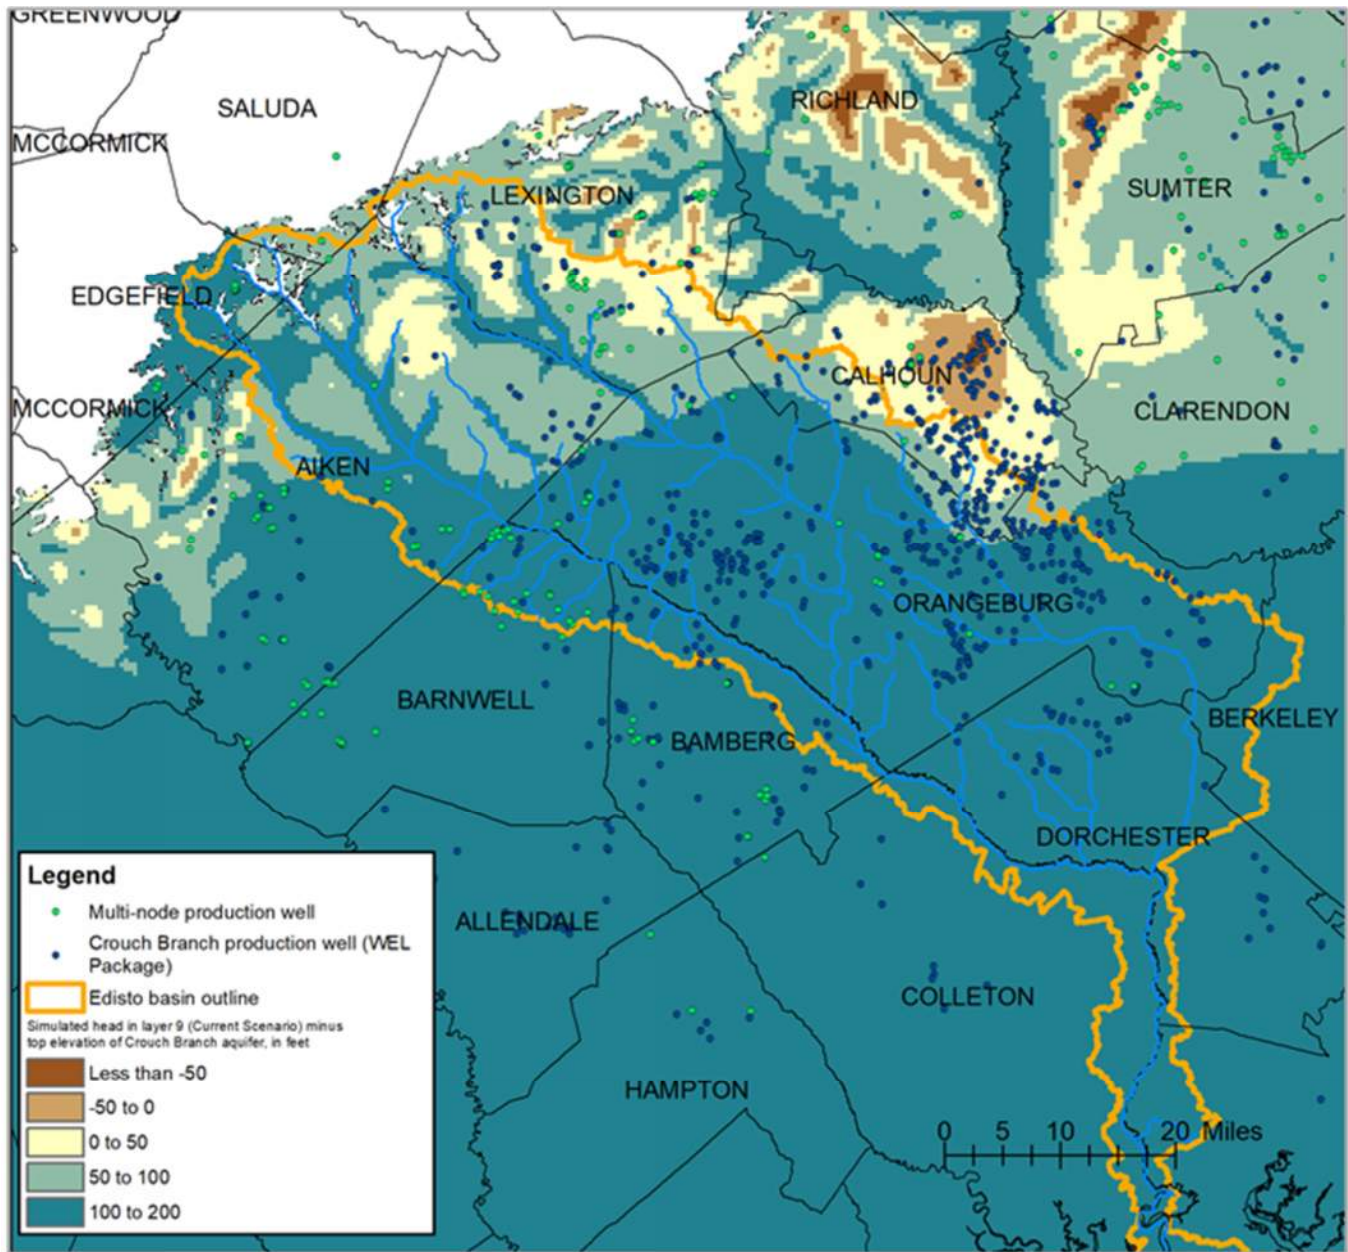 GREENWOOD
SALUDA
RICHLAND
MCCORMICK
LEXINGTON
SUMTER
EDGEFIELD
CALHOUN
MCCORMICK
CLARENDON
AIKEN
ORANGEBURG
BARNWELL
BERKELEY
BAMBERG
DORCHESTER
ALLENDALE
COLLETON
HAMPTON
0 5 10 20 Miles
Legend
Multi-node production well
Crouch Branch production well (WEL
Package)
Edisto basin outline
Simulated head in layer 9 (Current Scenario) minus
top elevation of Crouch Branch aquifer, in feet
Less than -50
-50 to 0
0 to 50
50 to 100
100 to 200